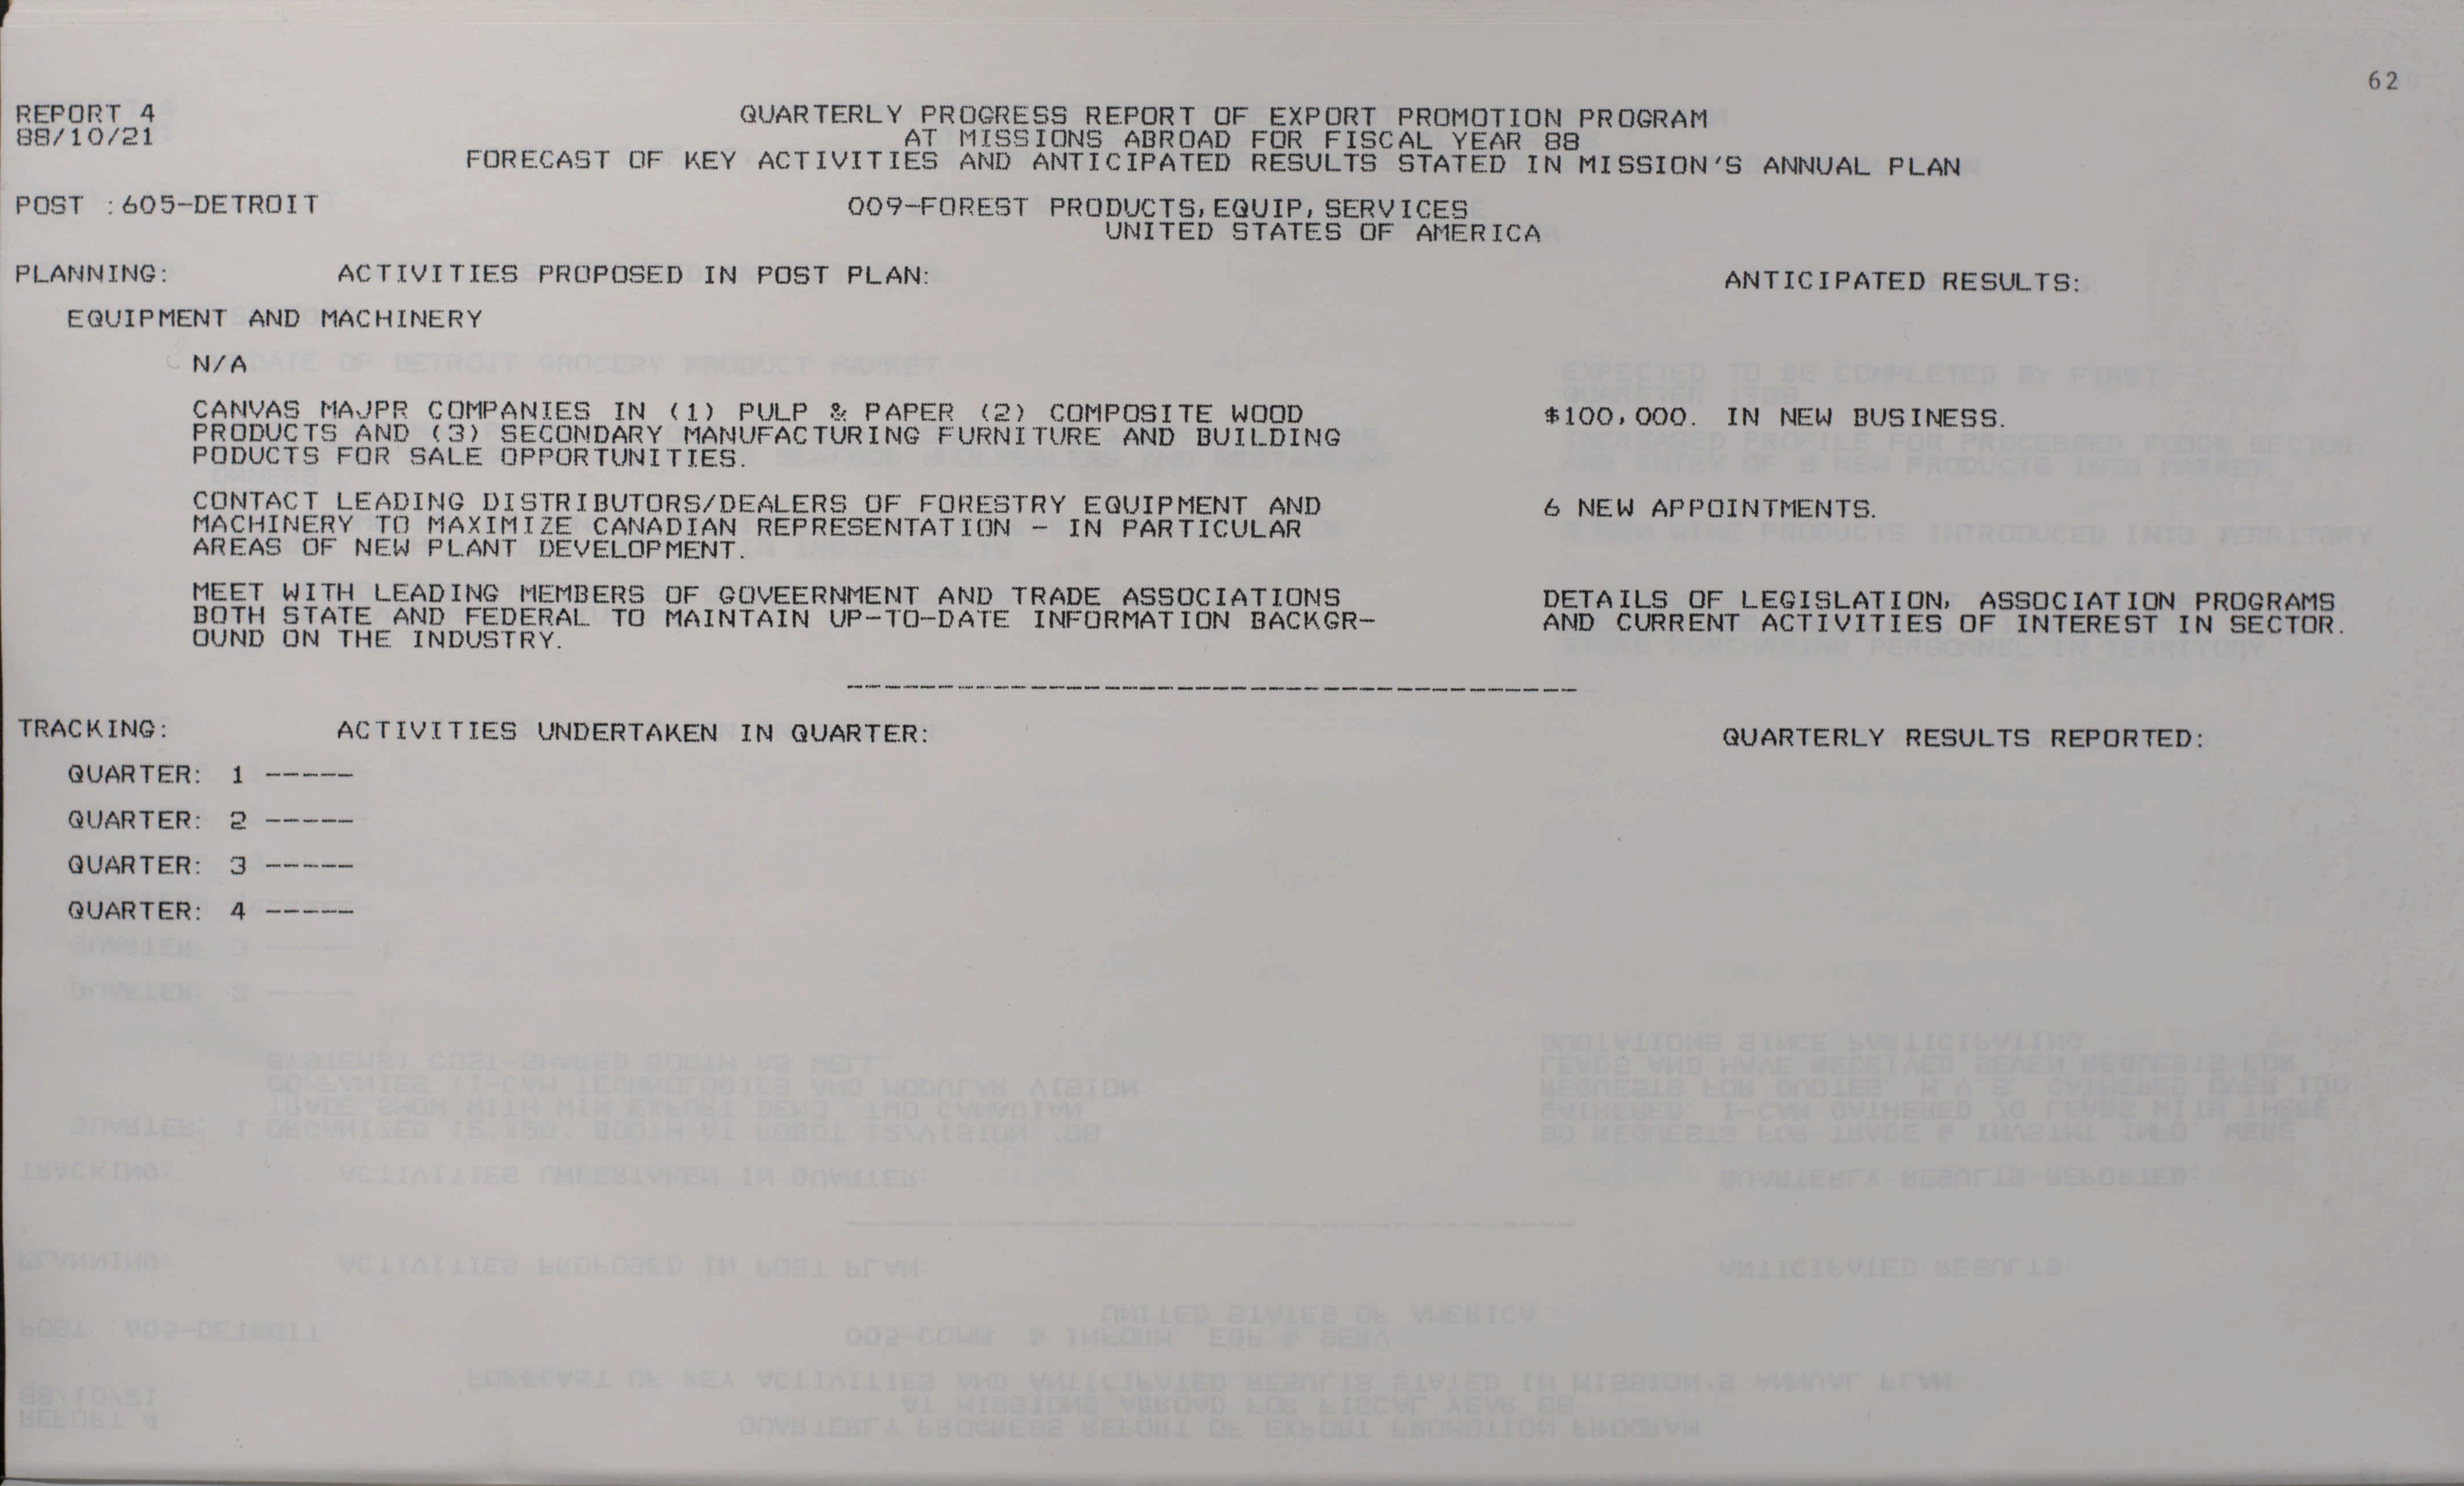 62
REPORT 4
88/10/21
QUARTERLY PROGRESS REPORT OF EXPORT PROMOTION PROGRAM
AT MISSIONS ABROAD FOR FISCAL YEAR 88
FORECAST OF KEY ACTIVITIES AND ANTICIPATED RESULTS STATED IN MISSION'S ANNUAL PLAN
POST :605-DETROIT
009-FOREST PRODUCTS,EQUIP,SERVICES
UNITED STATES OF AMERICA
PLANNING: ACTIVITIES PROPOSED IN POST PLAN: ANTICIPATED RESULTS:
EQUIPMENT AND MACHINERY
N/A
CANVAS MAJPR COMPANIES IN (1) PULP & PAPER (2) COMPOSITE WOOD
PRODUCTS AND (3) SECONDARY MANUFACTURING FURNITURE AND BUILDING
PODUCTS FOR SALE OPPORTUNITIES.
$100,000. IN NEW BUSINESS.
CONTACT LEADING DISTRIBUTORS/DEALERS OF FORESTRY EQUIPMENT AND
MACHINERY TO MAXIMIZE CANADIAN REPRESENTATION - IN PARTICULAR
AREAS OF NEW PLANT DEVELOPMENT.
6 NEW APPOINTMENTS.
MEET WITH LEADING MEMBERS OF GOVEERNMENT AND TRADE ASSOCIATIONS
BOTH STATE AND FEDERAL TO MAINTAIN UP-TO-DATE INFORMATION BACKGR-
OUND ON THE INDUSTRY.
DETAILS OF LEGISLATION, ASSOCIATION PROGRAMS
AND CURRENT ACTIVITIES OF INTEREST IN SECTOR.
----------------------------------------
TRACKING: ACTIVITIES UNDERTAKEN IN QUARTER: QUARTERLY RESULTS REPORTED:
QUARTER: 1 -----
QUARTER: 2 -----
QUARTER: 3 -----
QUARTER: 4 -----